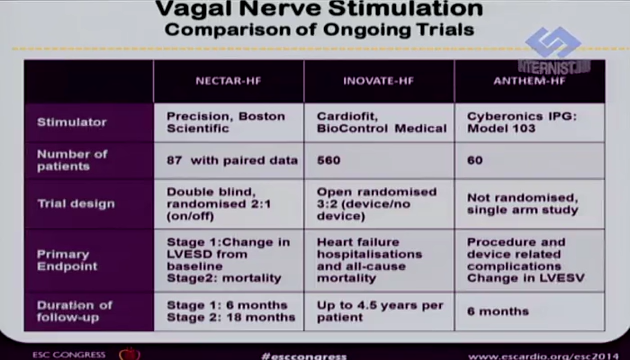 Vagal Nerve Stimulation
Comparison of Ongoing Trials
NECTAR-HF
INOVATE-HF
ANTHEM-HF
Stimulator
Precision, Boston
Scientific
Cardiofit,
BioControl Medical
Cyberonics IPG:
Model 103
Number of
patients
87 with paired data
560
60
Trial design
Double blind,
randomised 2:1
(on/off)
Open randomised
3:2 (device/no
device)
Not randomised,
single arm study
Primary
Endpoint
Stage 1:Change in
LVESD from
baseline
Stage2: mortality
Heart failure
hospitalisations
and all-cause
mortality
Procedure and
device related
complications
Change in LVESV
Duration of
follow-up
Stage 1: 6 months
Stage 2: 18 months
Up to 4.5 years per
patient
6 months
ESC CONGRESS
#esccongress
www.escardio.org/esc2014